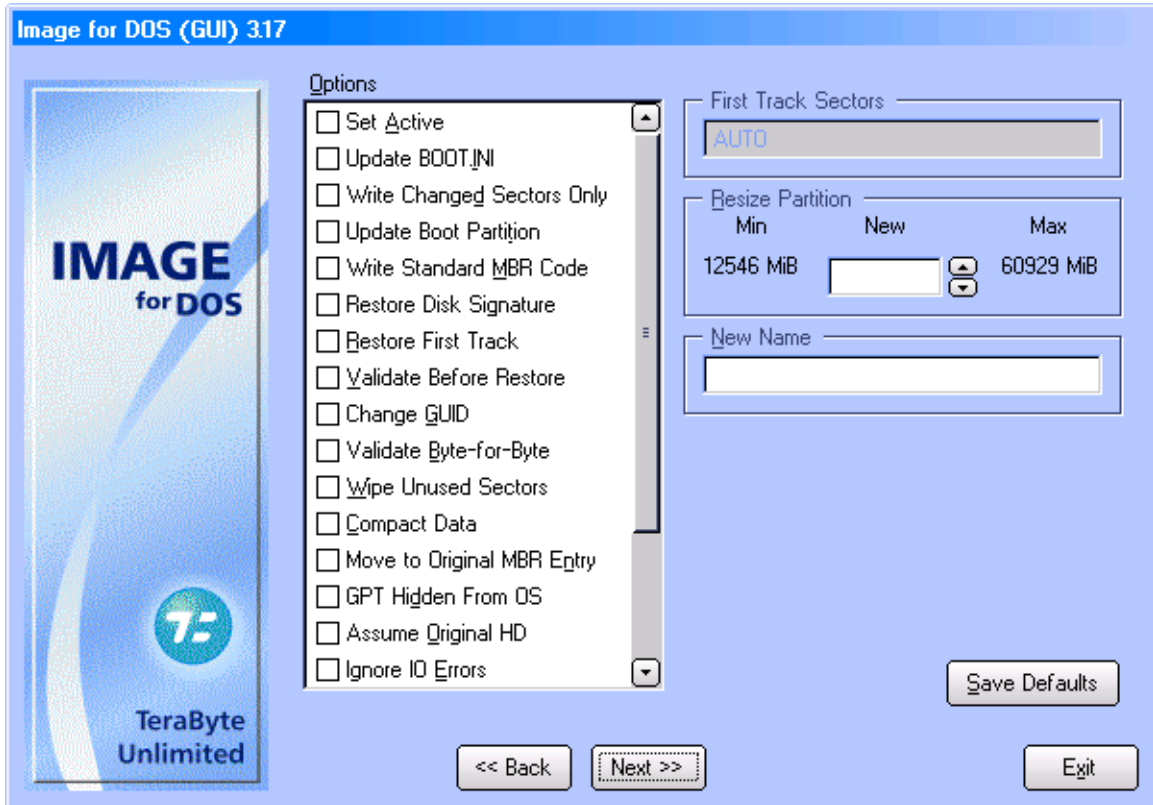 Image for DOS (GUI) 3.17
IMAGE
for DOS
TeraByte
Unlimited
Options
Set Active
Update BOOT.INI
Write Changed Sectors Only
Update Boot Partition
Write Standard MBR Code
Restore Disk Signature
Restore First Track
Validate Before Restore
Change GUID
Validate Byte-for-Byte
Wipe Unused Sectors
Compact Data
Move to Original MBR Entry
GPT Hidden From OS
Assume Original HD
Ignore IO Errors
First Track Sectors
AUTO
Resize Partition
Min New Max
12546 MiB 60929 MiB
New Name
Save Defaults
<< Back Next >> Exit